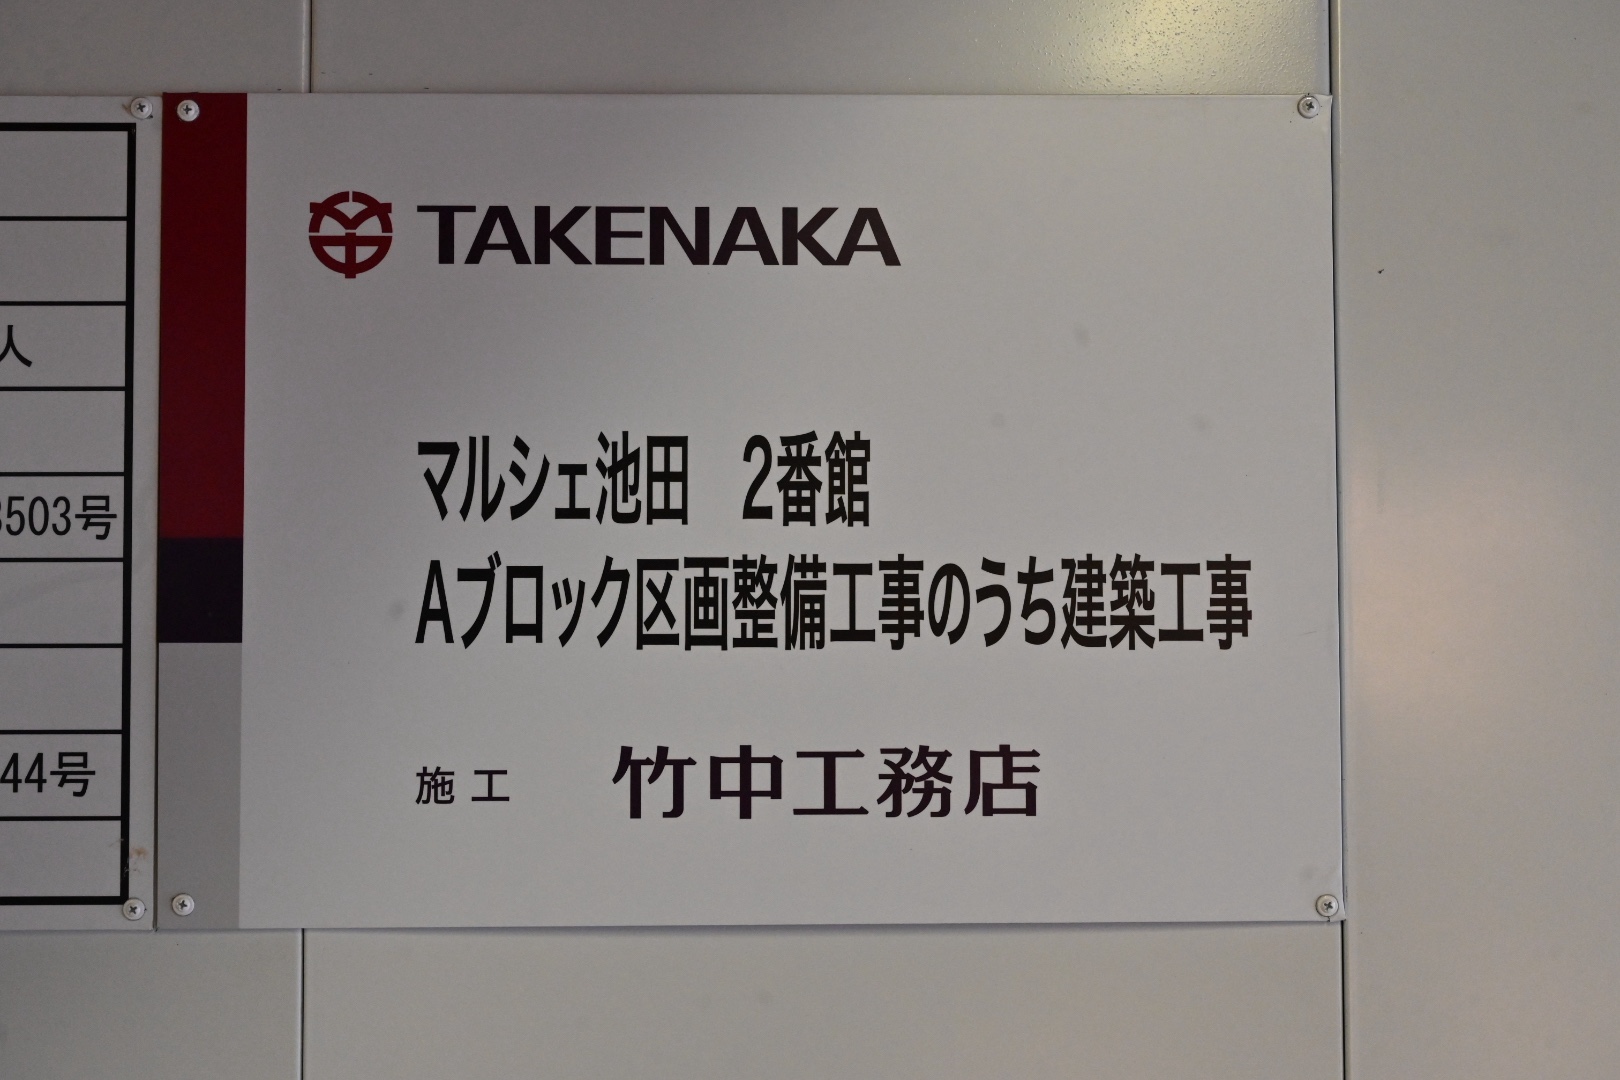 TAKENAKA
マルシェ池田　2番館
Aブロック区画整備工事のうち建築工事
施工　竹中工務店
人
503号
44号